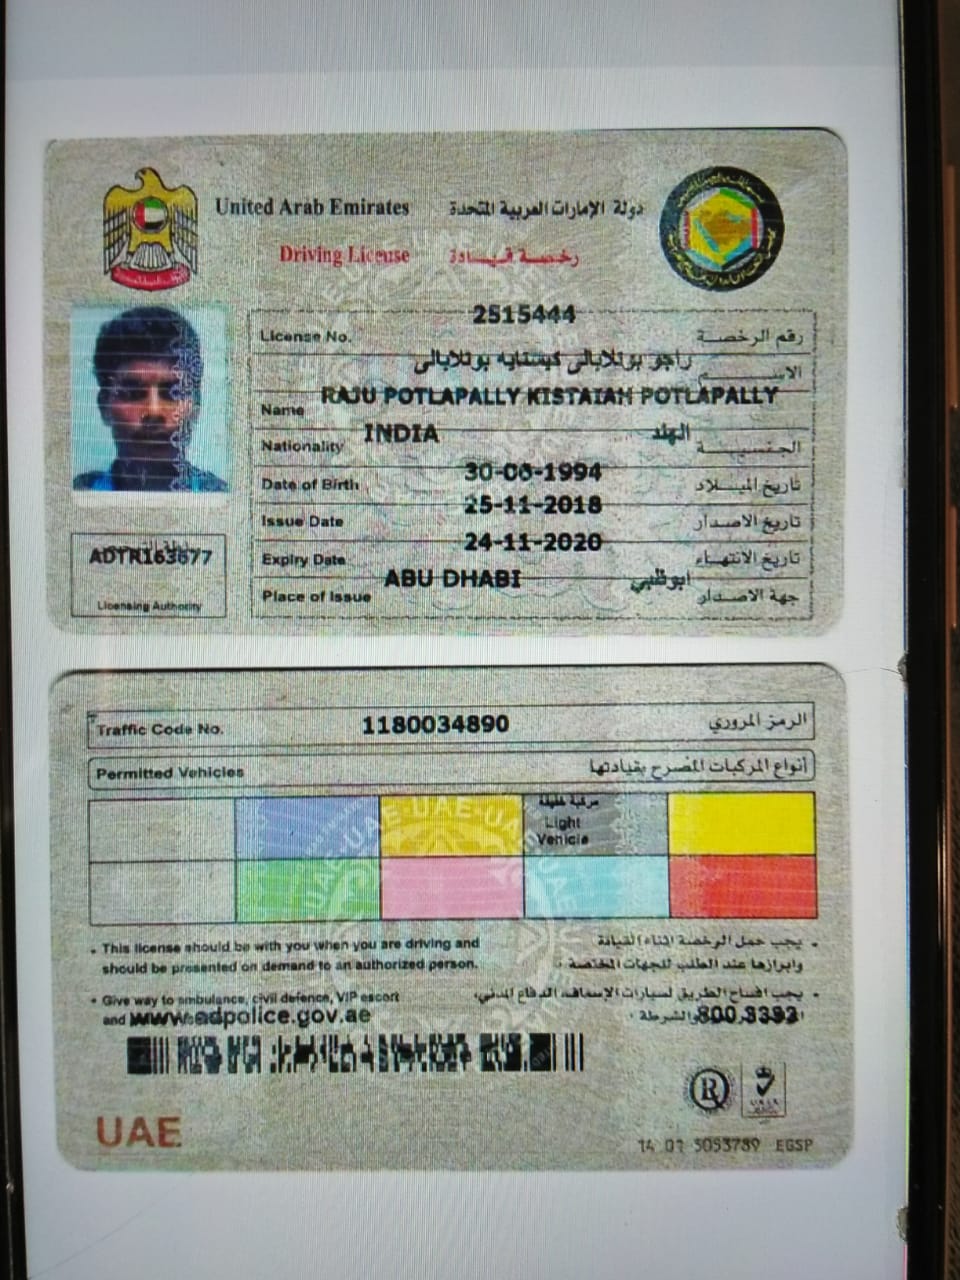 United Arab Emirates دولة الإمارات العربية المتحدة
Driving License رخصة قيادة
License No. 2515444 رقم الرخصة
راجو بوتلابالى كيستايه بوتلابالى الاسم
Name RAJU POTLAPALLY KISTAIAH POTLAPALLY
Nationality INDIA الهند الجنسية
Date of Birth 30-06-1994 تاريخ الميلاد
Issue Date 25-11-2018 تاريخ الاصدار
Expiry Date 24-11-2020 تاريخ الانتهاء
Place of Issue ABU DHABI ابوظبي جهة الاصدار
ADTR163677
Licensing Authority
Traffic Code No. 1180034890 الرمز المروري
Permitted Vehicles أنواع المركبات المصرح بقيادتها
مركبة خفيفة
Light
Vehicle
• This license should be with you when you are driving and
should be presented on demand to an authorized person.
• يجب حمل الرخصة اثناء القيادة
وابرازها عند الطلب للجهات المختصة •
• Give way to ambulance, civil defence, VIP escort
and www.adpolice.gov.ae
• يجب افساح الطريق لسيارات الإسعاف، الدفاع المدني،
والشرطة • 800 3333
UAE
R
14 01 5053789 EGSP